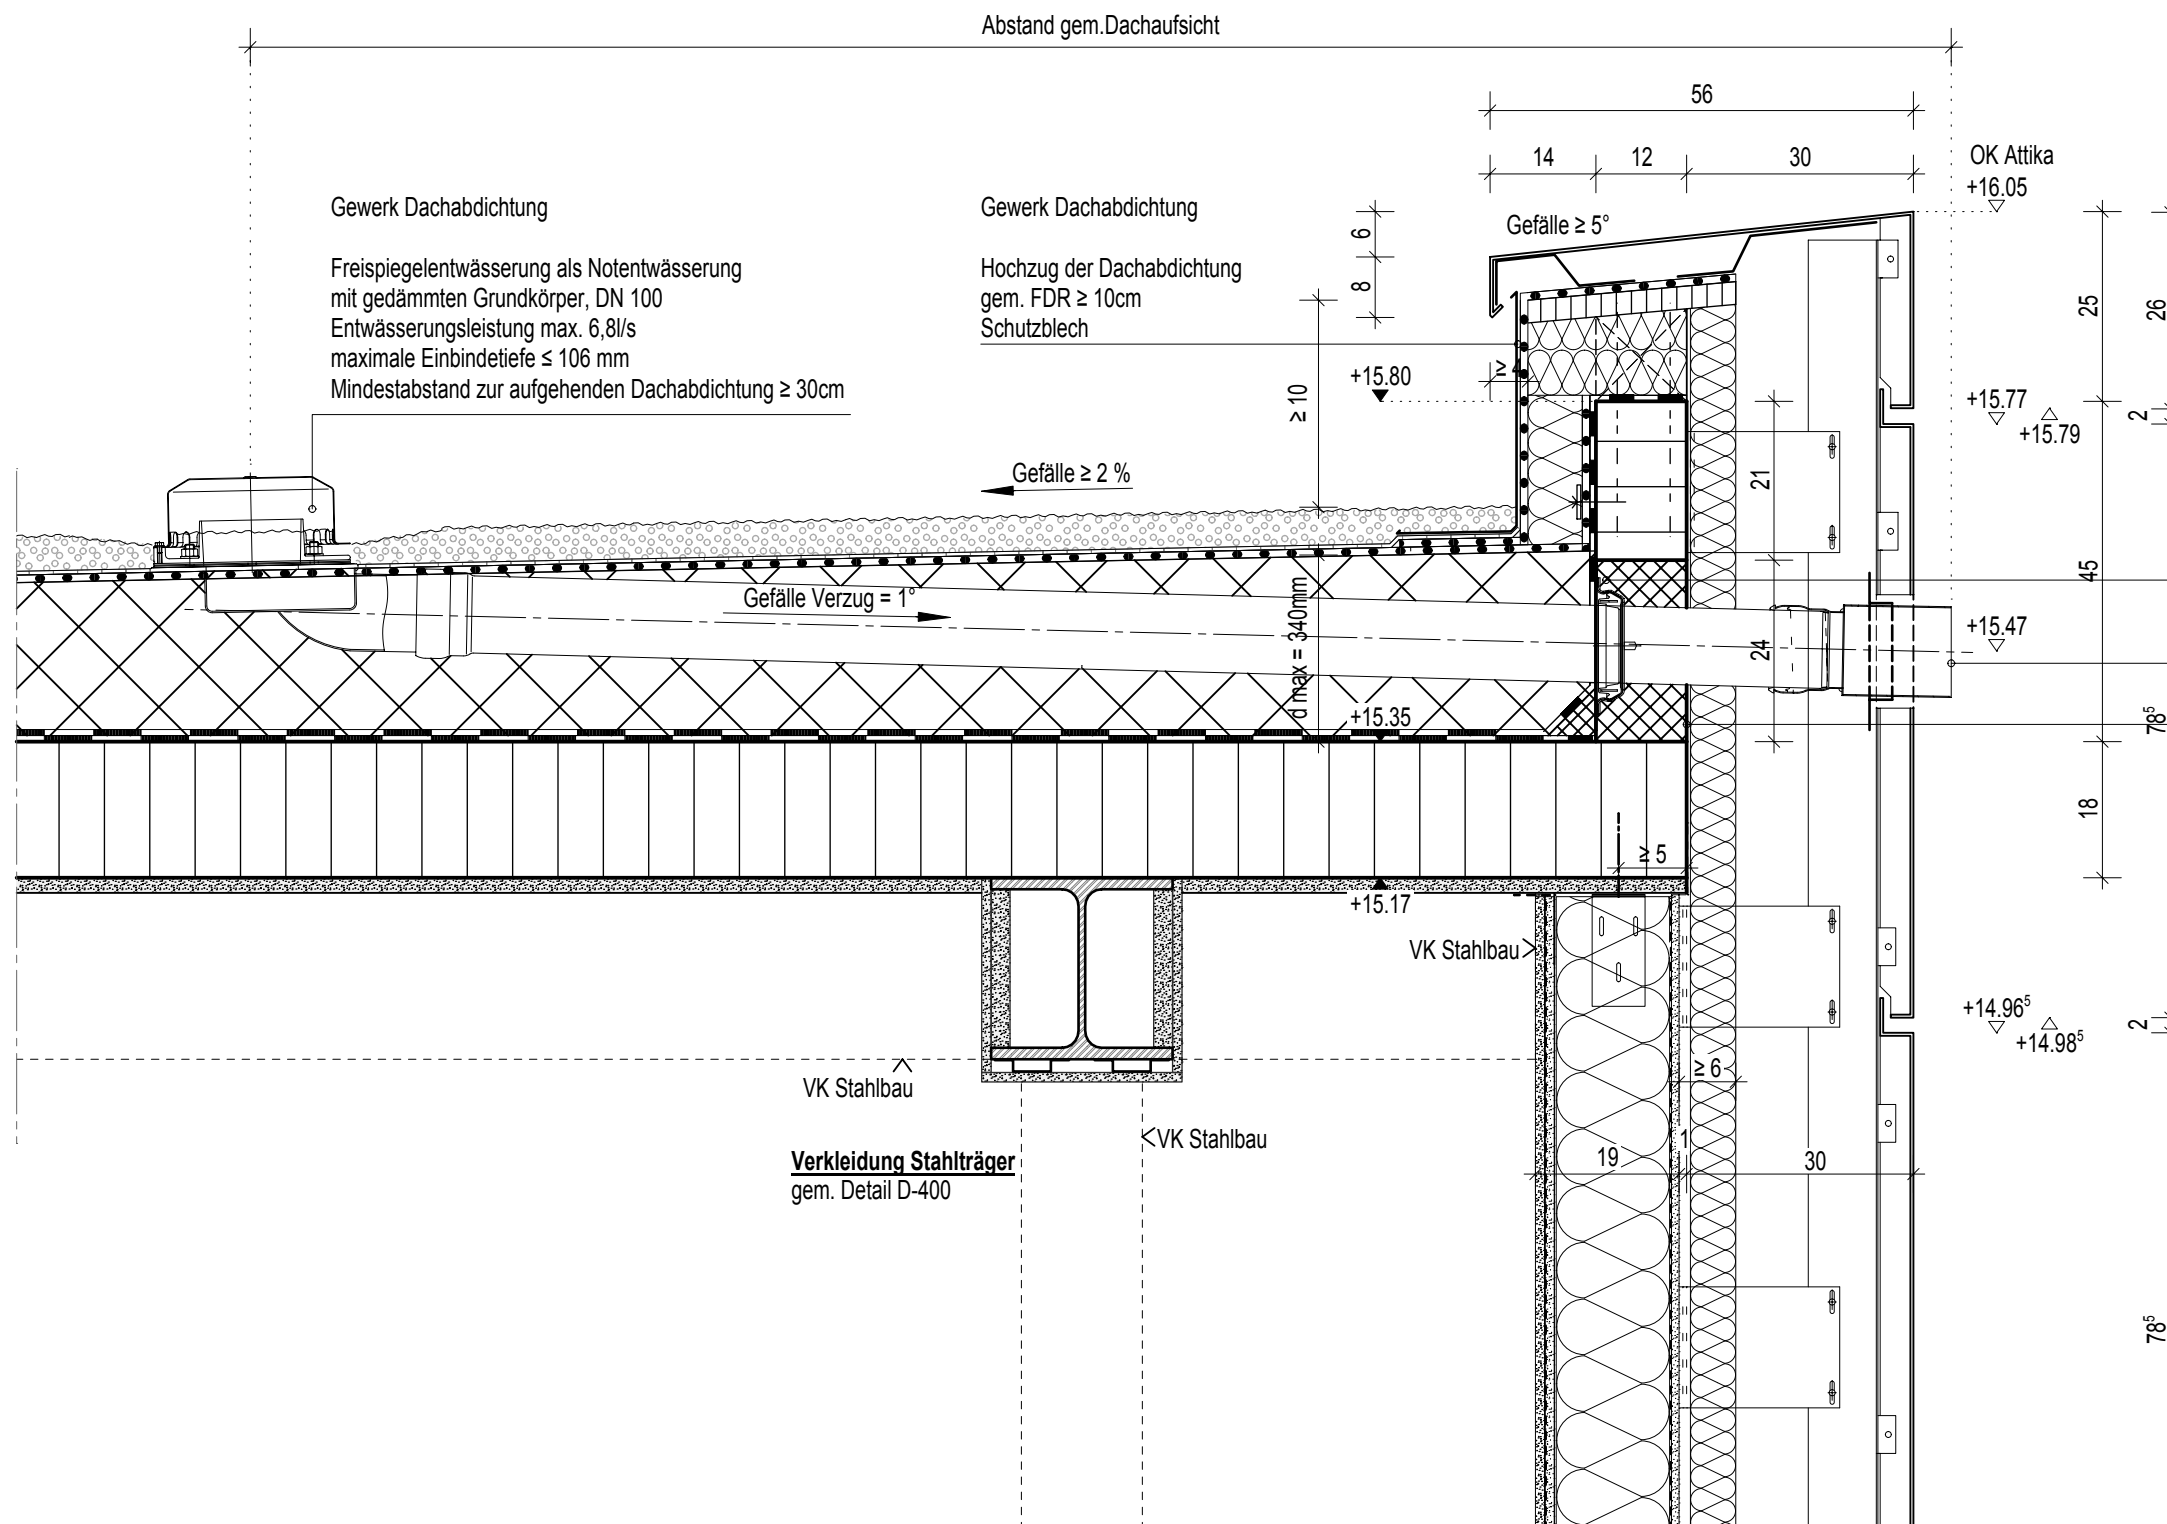 Abstand gem.Dachaufsicht
56
14
12
30
OK Attika
+16.05
Gewerk Dachabdichtung
Freispiegelentwässerung als Notentwässerung
mit gedämmten Grundkörper, DN 100
Entwässerungsleistung max. 6,8l/s
maximale Einbindetiefe ≤ 106 mm
Mindestabstand zur aufgehenden Dachabdichtung ≥ 30cm
Gewerk Dachabdichtung
Hochzug der Dachabdichtung
gem. FDR ≥ 10cm
Schutzblech
6
8
Gefälle ≥ 5°
≥ 4
≥ 10
+15.80
25
26
+15.77
+15.79
2
Gefälle ≥ 2 %
21
45
Gefälle Verzug = 1°
d max = 340mm
24
+15.47
+15.35
78⁵
18
≥ 5
+15.17
VK Stahlbau
+14.96⁵
+14.98⁵
2
VK Stahlbau
≥ 6
VK Stahlbau
Verkleidung Stahlträger
gem. Detail D-400
19
1
30
78⁵